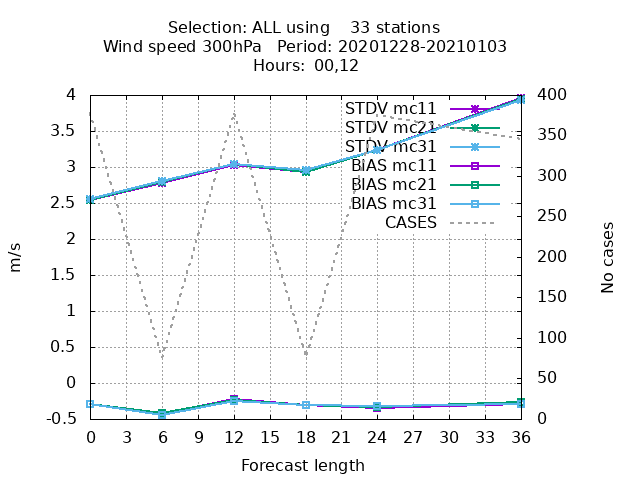 Selection: ALL using    33 stations
Wind speed 300hPa   Period: 20201228-20210103
Hours:  00,12
4
3.5
3
2.5
2
1.5
1
0.5
0
-0.5
m/s
STDV mc11
STDV mc21
STDV mc31
BIAS mc11
BIAS mc21
BIAS mc31
CASES
400
350
300
250
200
150
100
50
0
No cases
0 3 6 9 12 15 18 21 24 27 30 33 36
Forecast length